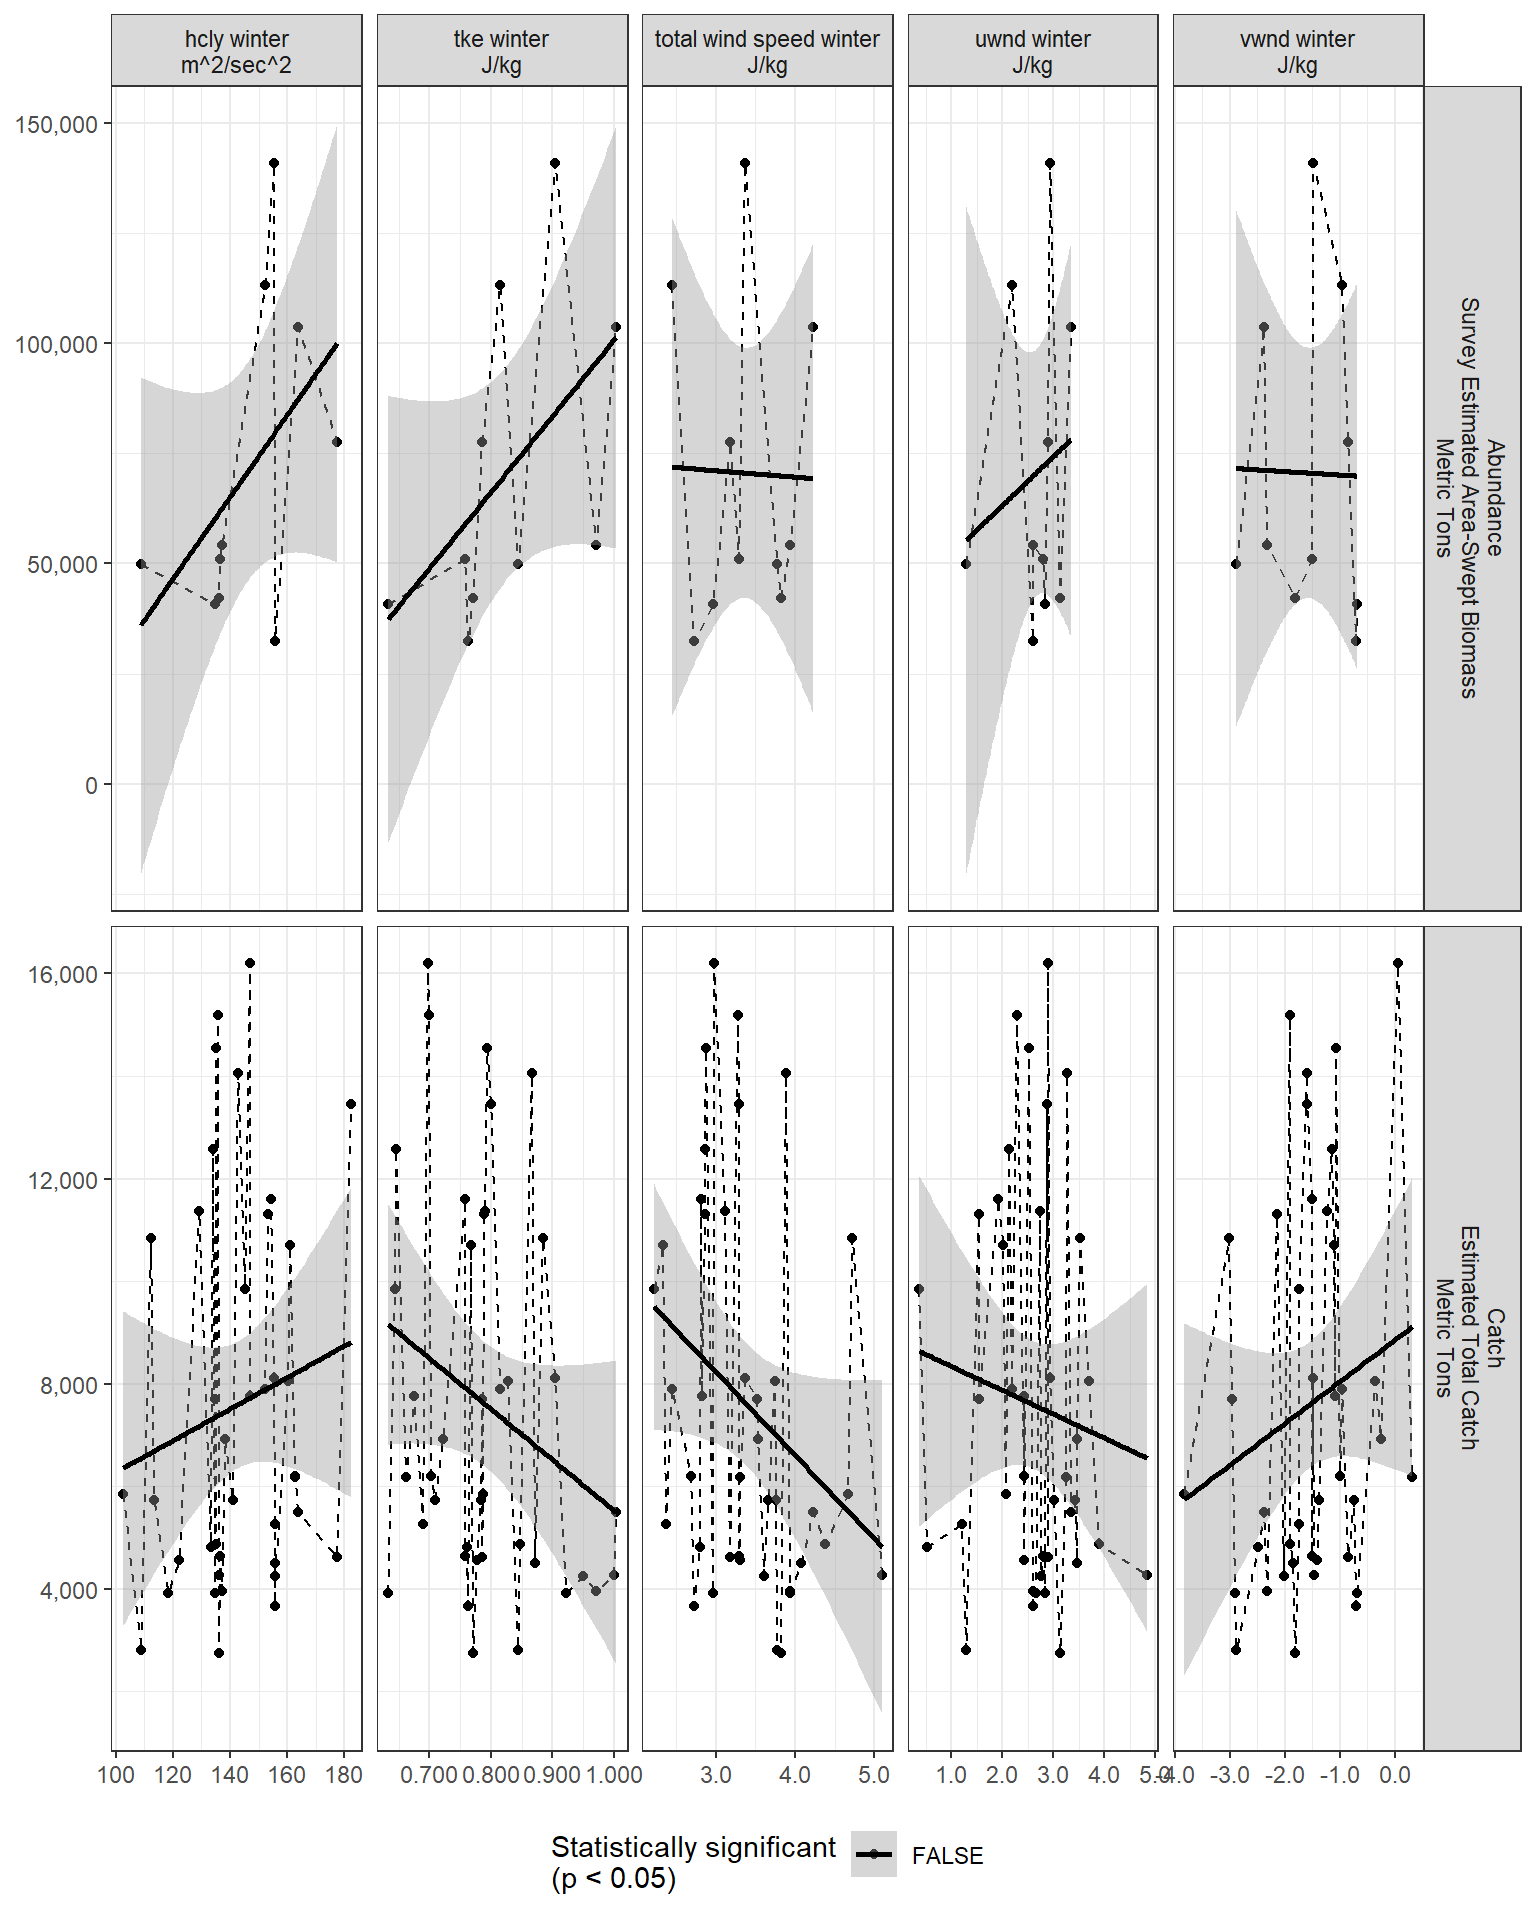 hcly winter
m^2/sec^2
tke winter
J/kg
total wind speed winter
J/kg
uwnd winter
J/kg
vwnd winter
J/kg
150,000
100,000
50,000
0
Abundance
Survey Estimated Area-Swept Biomass
Metric Tons
16,000
12,000
8,000
4,000
Catch
Estimated Total Catch
Metric Tons
100 120 140 160 180
0.700 0.800 0.900 1.000
3.0 4.0 5.0
1.0 2.0 3.0 4.0 5.0
-4.0 -3.0 -2.0 -1.0 0.0
Statistically significant
(p < 0.05)
FALSE